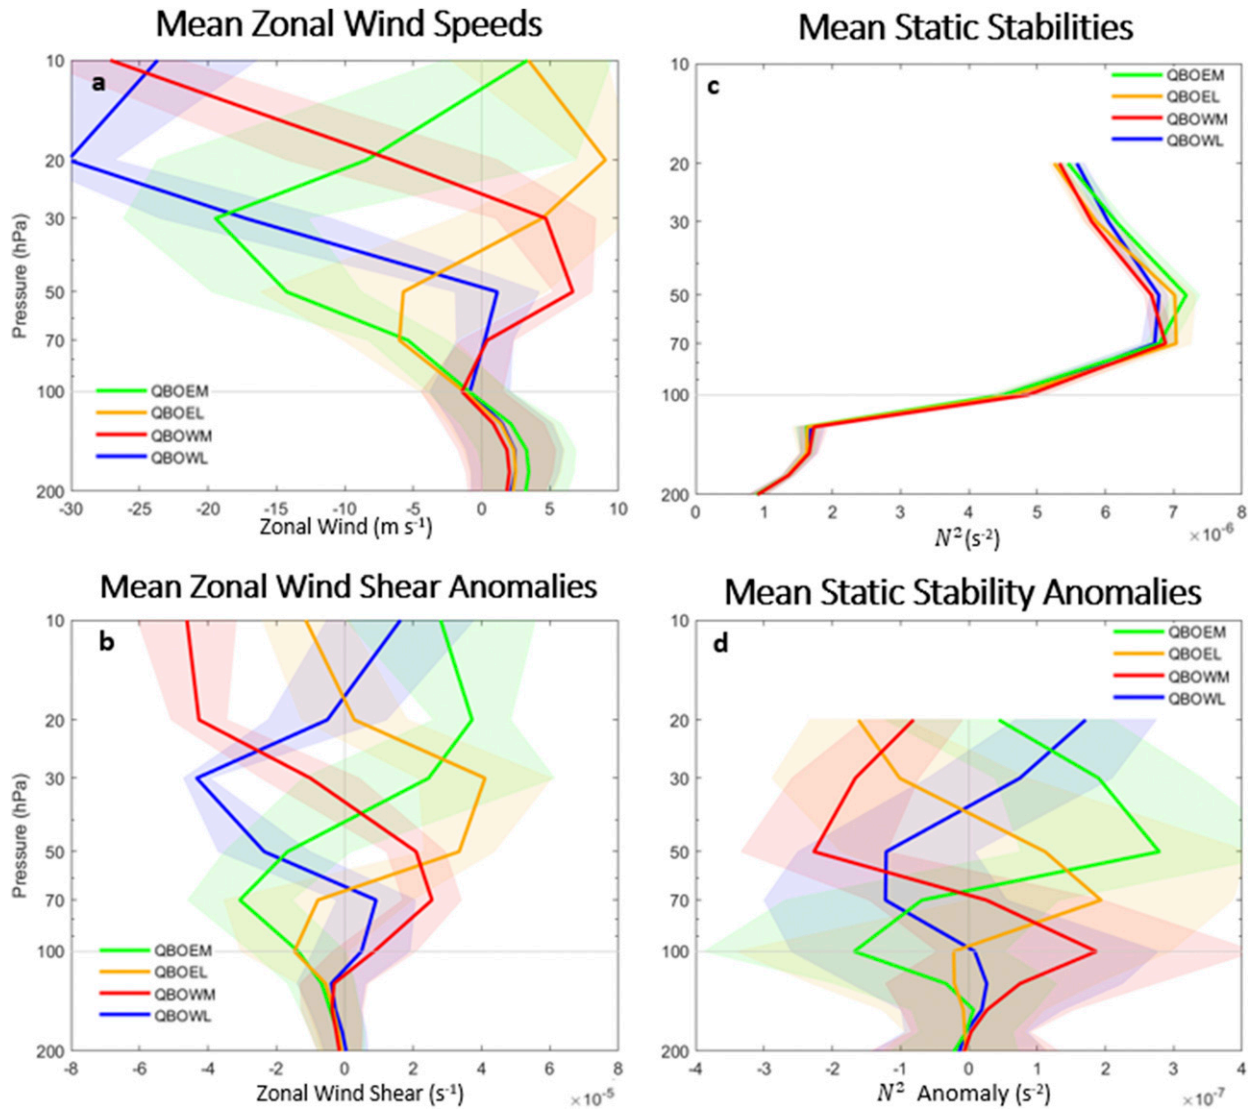 Mean Zonal Wind Speeds
a
10
20
30
50
70
100
200
Pressure (hPa)
QBOEM
QBOEL
QBOWM
QBOWL
-30 -25 -20 -15 -10 -5 0 5 10
Zonal Wind (m s⁻¹)
Mean Static Stabilities
c
10
20
30
50
70
100
200
QBOEM
QBOEL
QBOWM
QBOWL
0 1 2 3 4 5 6 7 8
N² (s⁻²)
×10⁻⁶
Mean Zonal Wind Shear Anomalies
b
10
20
30
50
70
100
200
Pressure (hPa)
QBOEM
QBOEL
QBOWM
QBOWL
-8 -6 -4 -2 0 2 4 6 8
Zonal Wind Shear (s⁻¹)
×10⁻⁵
Mean Static Stability Anomalies
d
10
20
30
50
70
100
200
QBOEM
QBOEL
QBOWM
QBOWL
-4 -3 -2 -1 0 1 2 3 4
N² Anomaly (s⁻²)
×10⁻⁷